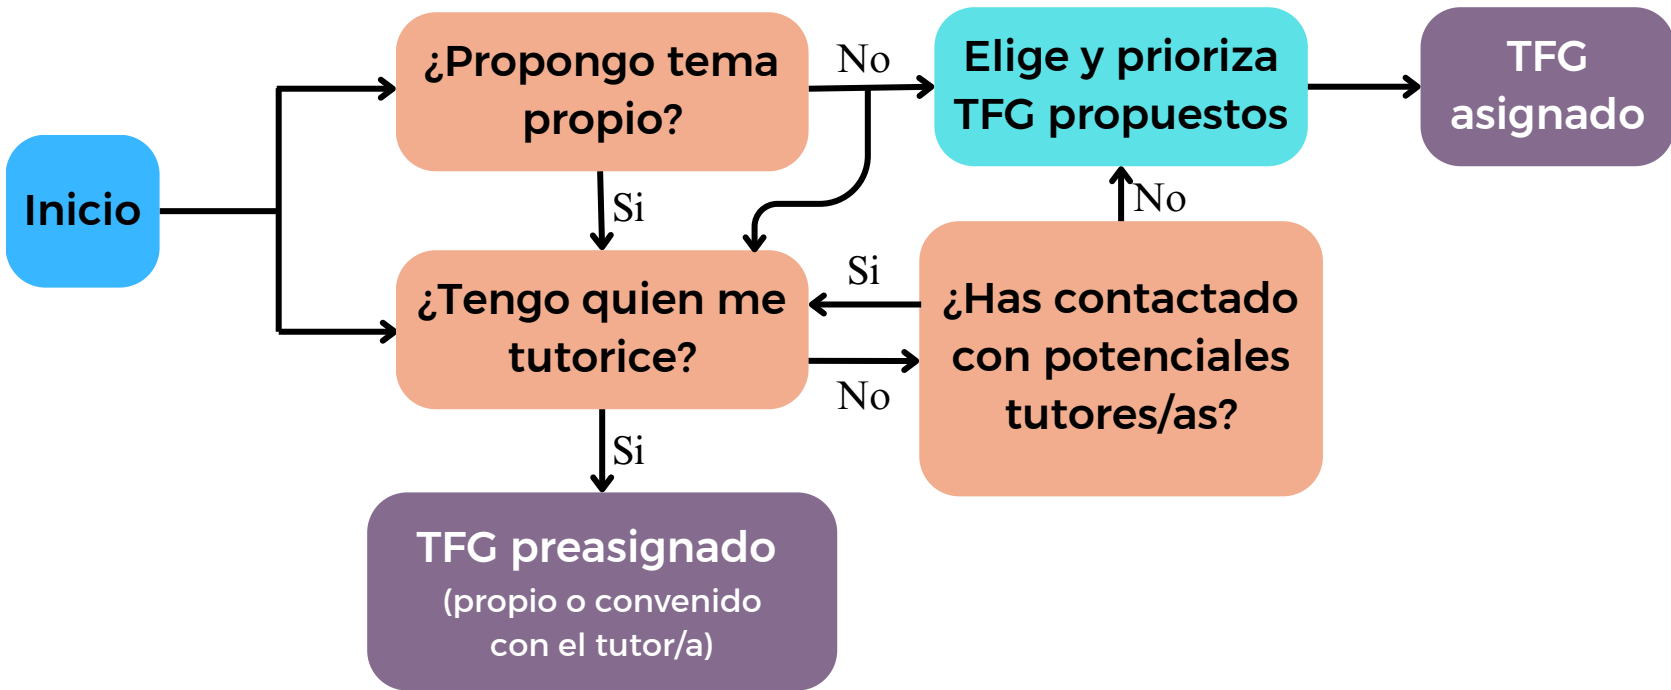 Inicio
¿Propongo tema
propio?
No
Elige y prioriza
TFG propuestos
TFG
asignado
Si
No
¿Tengo quien me
tutorice?
Si
No
¿Has contactado
con potenciales
tutores/as?
Si
TFG preasignado
(propio o convenido
con el tutor/a)